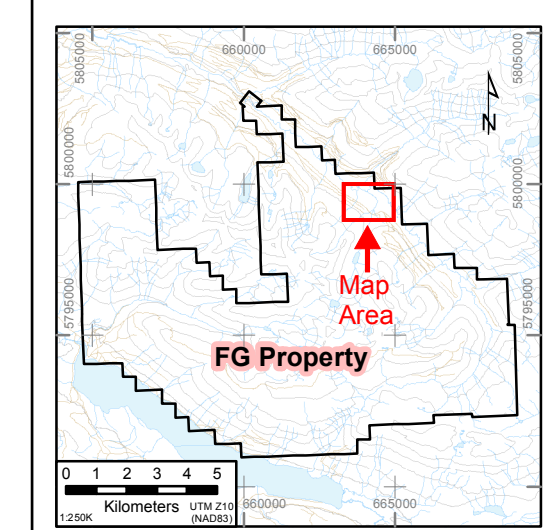 660000 665000
5805000 5805000
N
5800000 5800000
Map
Area
5795000 5795000
FG Property
0 1 2 3 4 5
Kilometers UTM Z10
1:250K (NAD83)
660000 665000